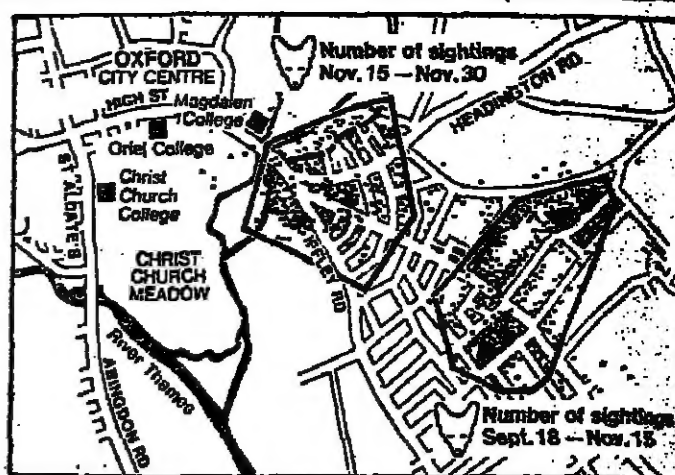 OXFORD
CITY CENTRE
Number of sightings
Nov. 15 – Nov. 30
HIGH ST
Magdalen
College
HEADINGTON RD
Oriel College
ST ALDATE'S
Christ
Church
College
CHRIST
CHURCH
MEADOW
IFFLEY RD
River Thames
ABINGDON RD
Number of sightings
Sept. 18 – Nov. 15